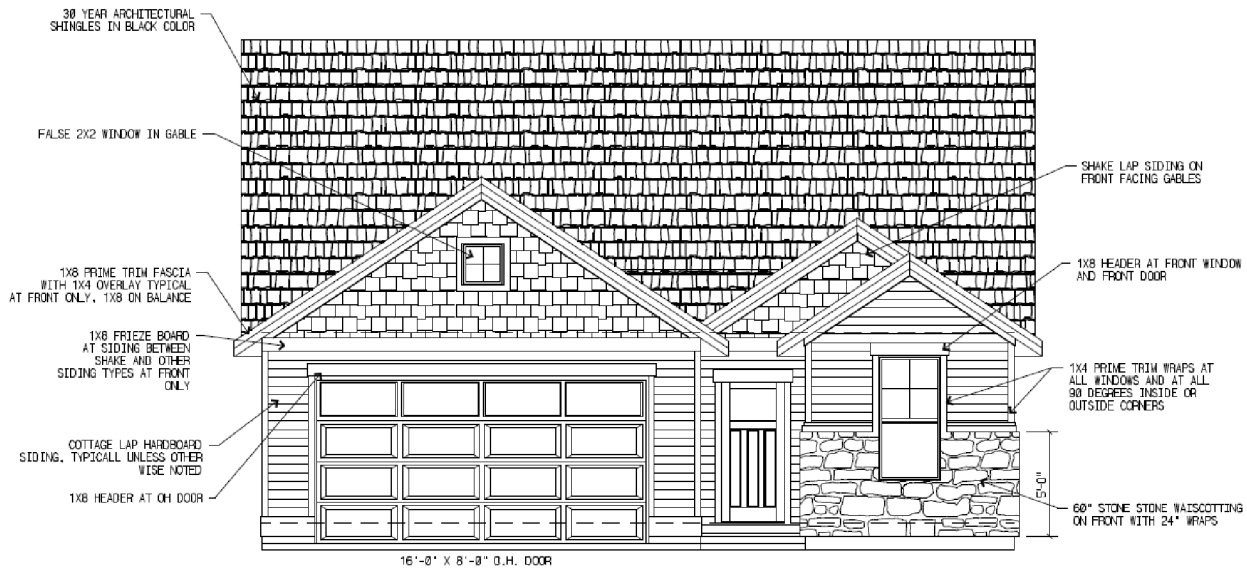 30 YEAR ARCHITECTURAL
SHINGLES IN BLACK COLOR
FALSE 2X2 WINDOW IN GABLE
SHAKE LAP SIDING ON
FRONT FACING GABLES
1X8 PRIME TRIM FASCIA
WITH 1X4 OVERLAY TYPICAL
AT FRONT ONLY, 1X8 ON BALANCE
1X8 HEADER AT FRONT WINDOW
AND FRONT DOOR
1X8 FRIEZE BOARD
AT SIDING BETWEEN
SHAKE AND OTHER
SIDING TYPES AT FRONT
ONLY
1X4 PRIME TRIM WRAPS AT
ALL WINDOWS AND AT ALL
90 DEGREES INSIDE OR
OUTSIDE CORNERS
COTTAGE LAP HARDBOARD
SIDING, TYPICALL UNLESS OTHER
WISE NOTED
1X8 HEADER AT OH DOOR
5'-0"
60" STONE STONE WAISCOTTING
ON FRONT WITH 24" WRAPS
16'-0" X 8'-0" O.H. DOOR